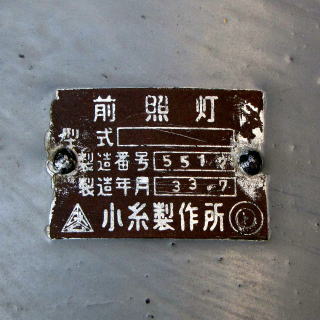 前照灯
型式
製造番号 551
製造年月 33.7
小糸製作所